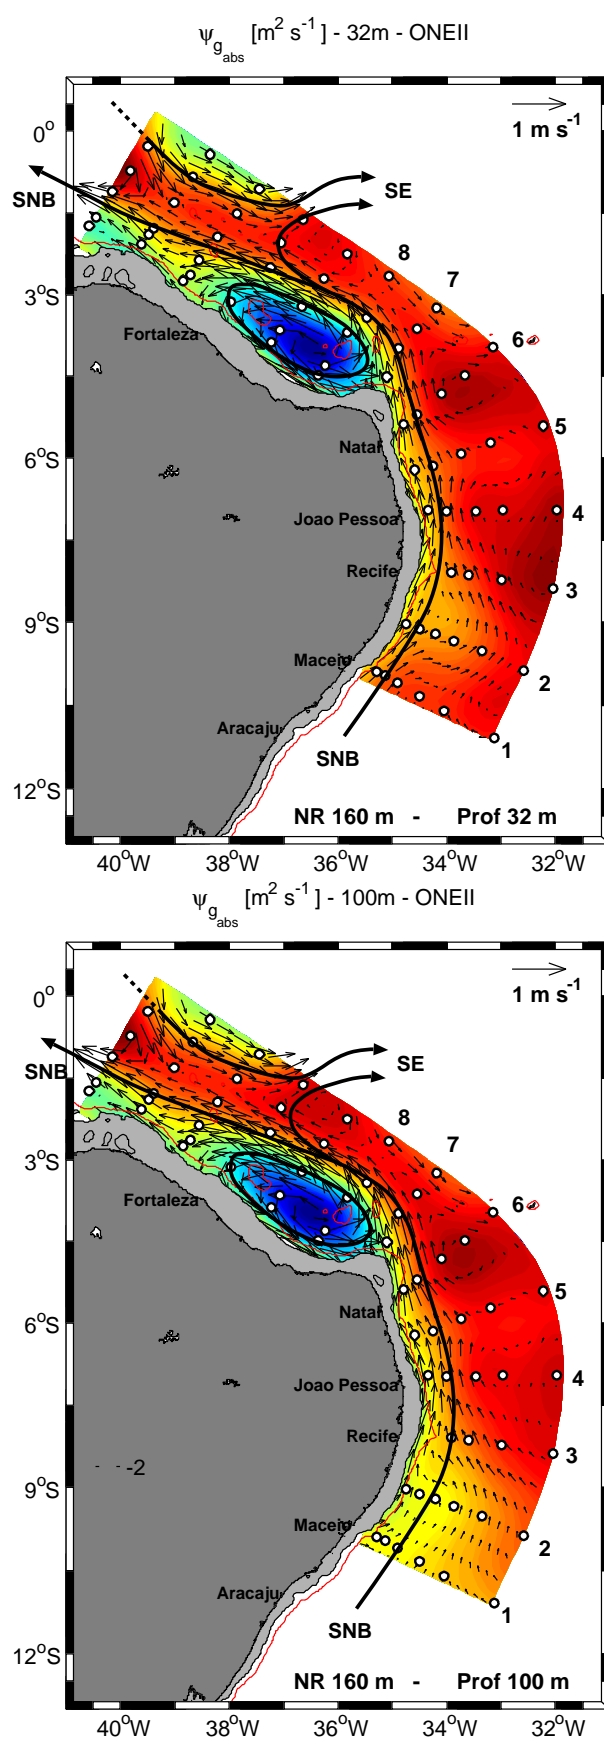 ψg_abs [m² s⁻¹] - 32m - ONEII
1 m s⁻¹
0°
SNB
SE
8
7
3°S
Fortaleza
6
5
Natal
6°S
4
Joao Pessoa
Recife
3
9°S
Maceio
2
Aracaju
1
SNB
12°S
NR 160 m - Prof 32 m
40°W 38°W 36°W 34°W 32°W
ψg_abs [m² s⁻¹] - 100m - ONEII
1 m s⁻¹
0°
SE
SNB
8
7
3°S
Fortaleza
6
5
Natal
6°S
4
Joao Pessoa
Recife
3
-2
9°S
Maceio
2
Aracaju
1
SNB
12°S
NR 160 m - Prof 100 m
40°W 38°W 36°W 34°W 32°W